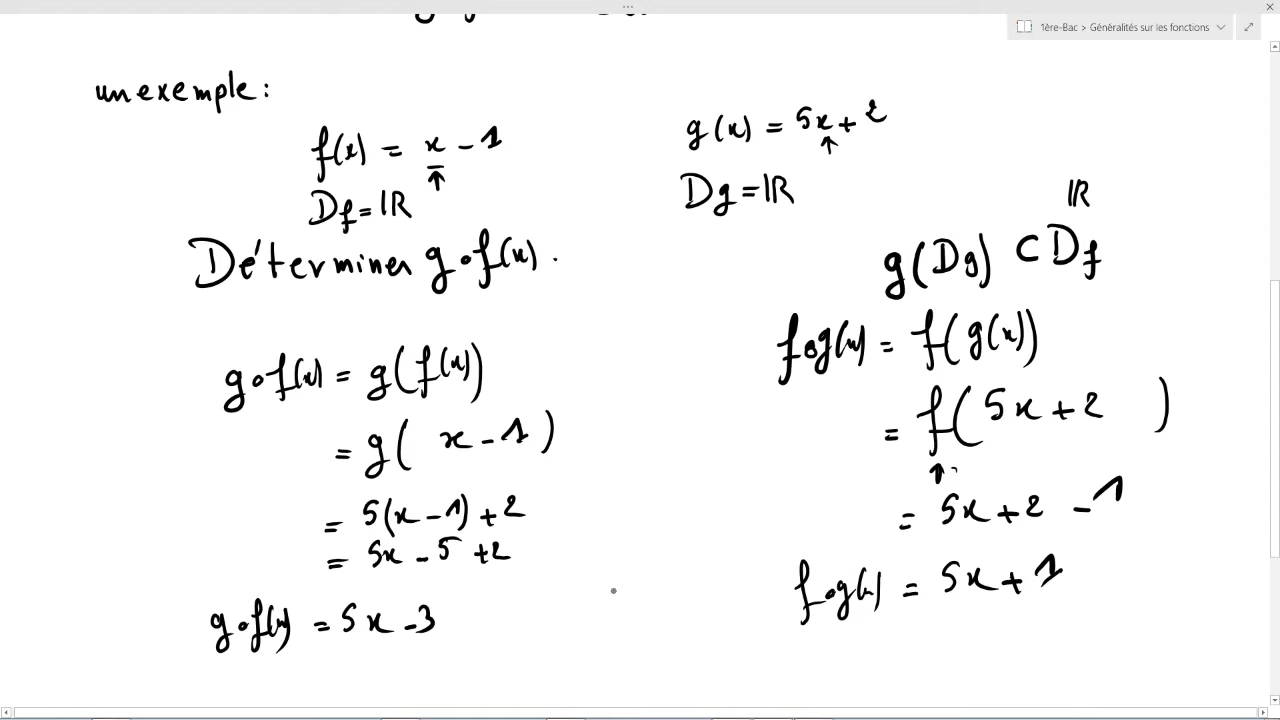 1ère-Bac > Généralités sur les fonctions
un exemple :
f(x) = x - 1
Df = IR
g(x) = 5x + 2
Dg = IR
Déterminer g∘f(x).
IR
g(Dg) ⊂ Df
g∘f(x) = g(f(x))
= g( x - 1 )
= 5(x - 1) + 2
= 5x - 5 + 2
g∘f(x) = 5x - 3
f∘g(x) = f(g(x))
= f( 5x + 2 )
= 5x + 2 - 1
f∘g(x) = 5x + 1